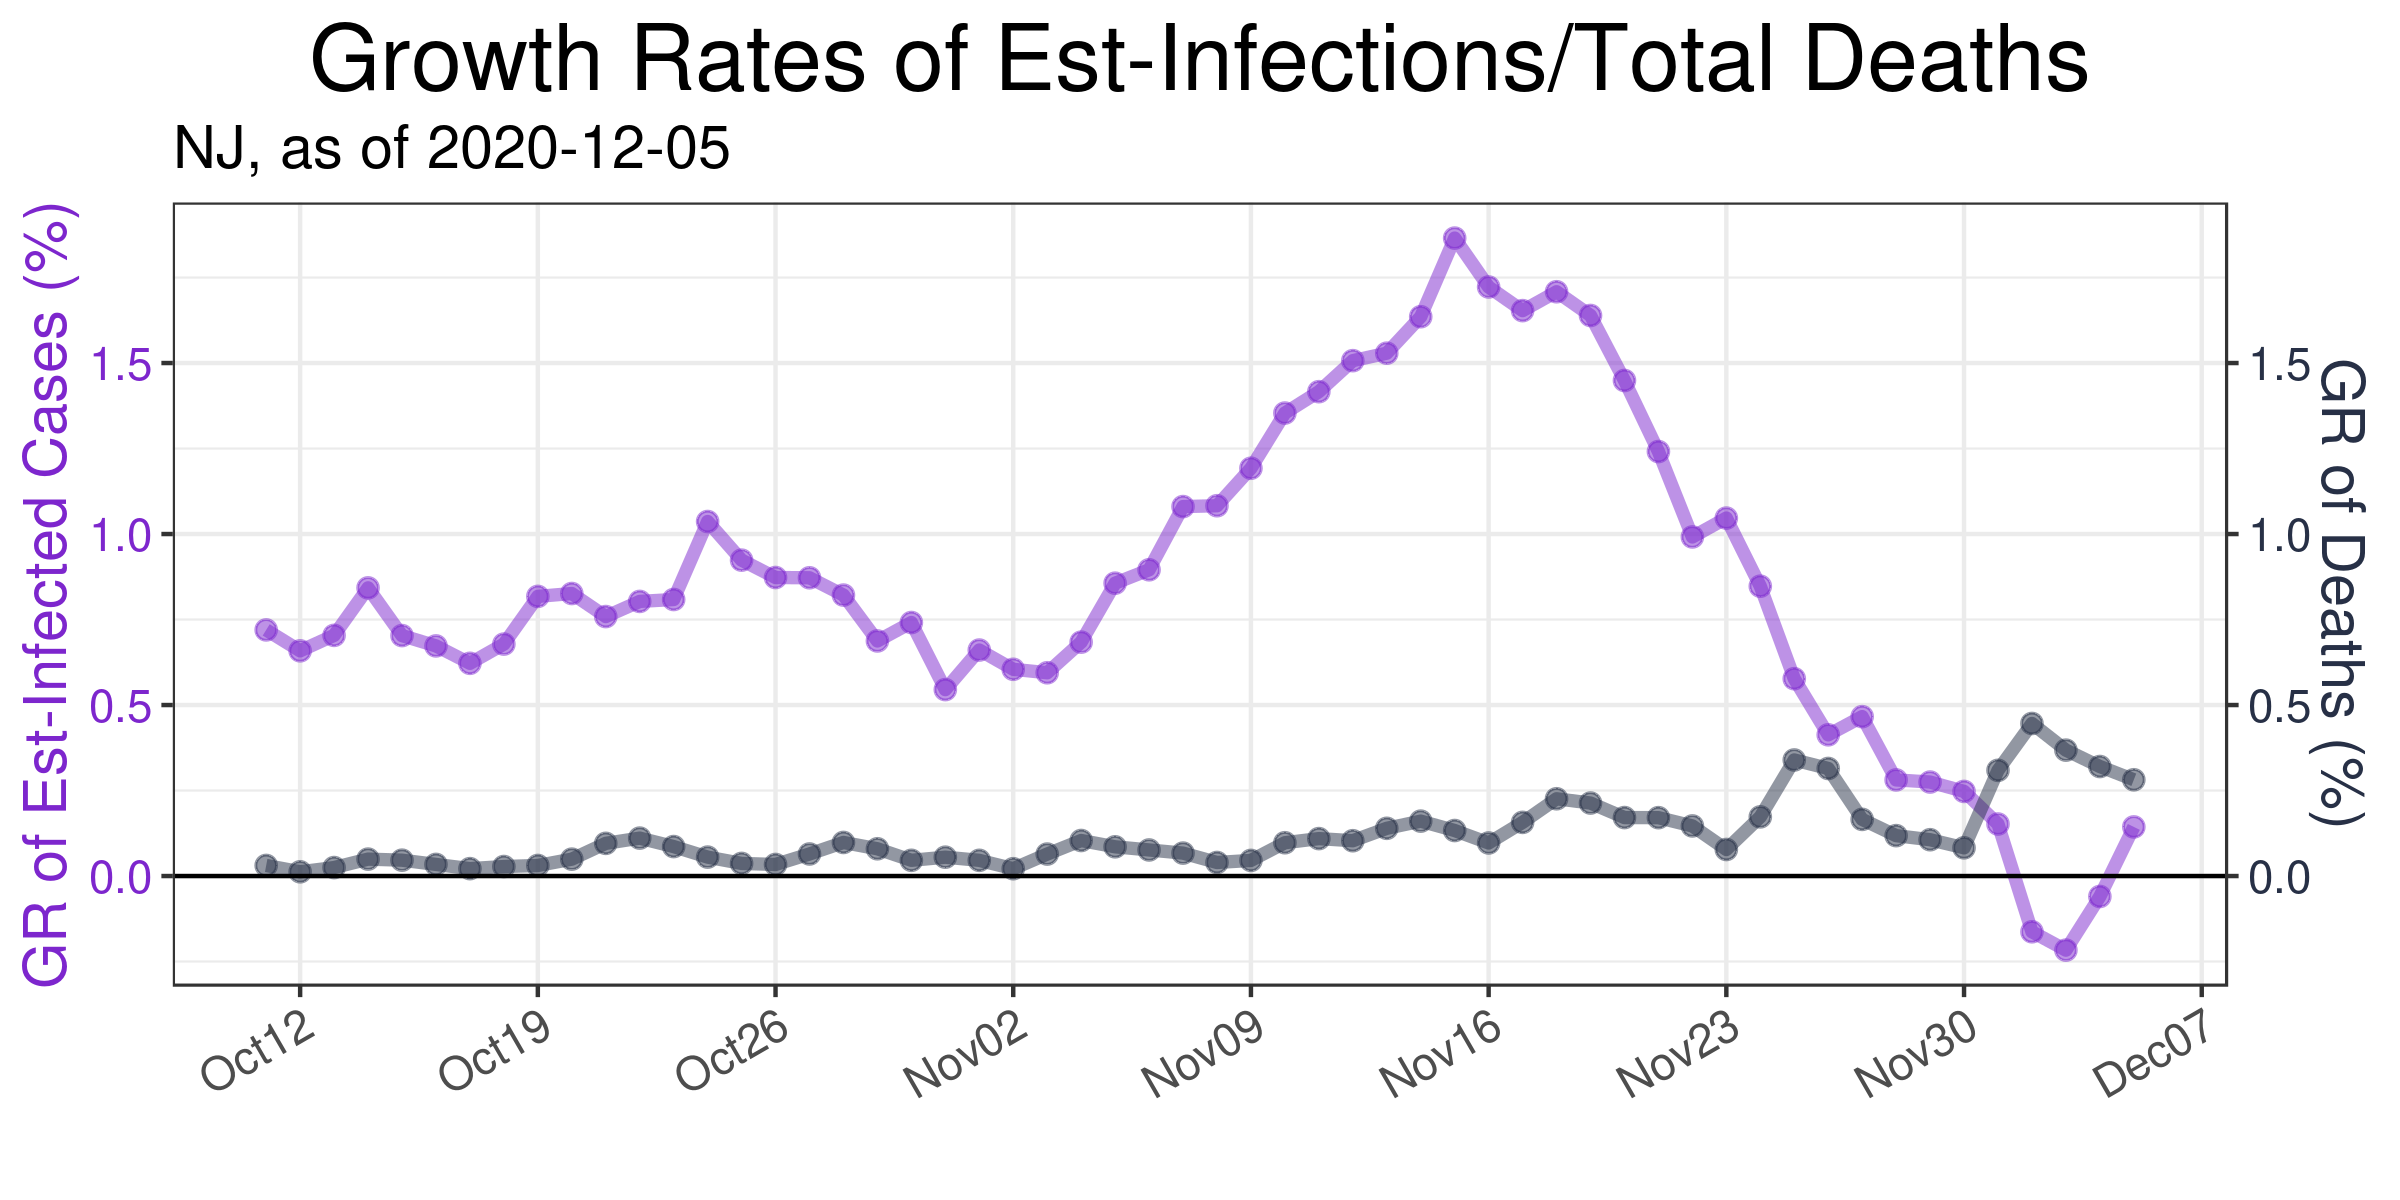 Growth Rates of Est-Infections/Total Deaths
NJ, as of 2020-12-05
GR of Est-Infected Cases (%)
1.5
1.0
0.5
0.0
1.5
1.0
0.5
0.0
GR of Deaths (%)
Oct12
Oct19
Oct26
Nov02
Nov09
Nov16
Nov23
Nov30
Dec07